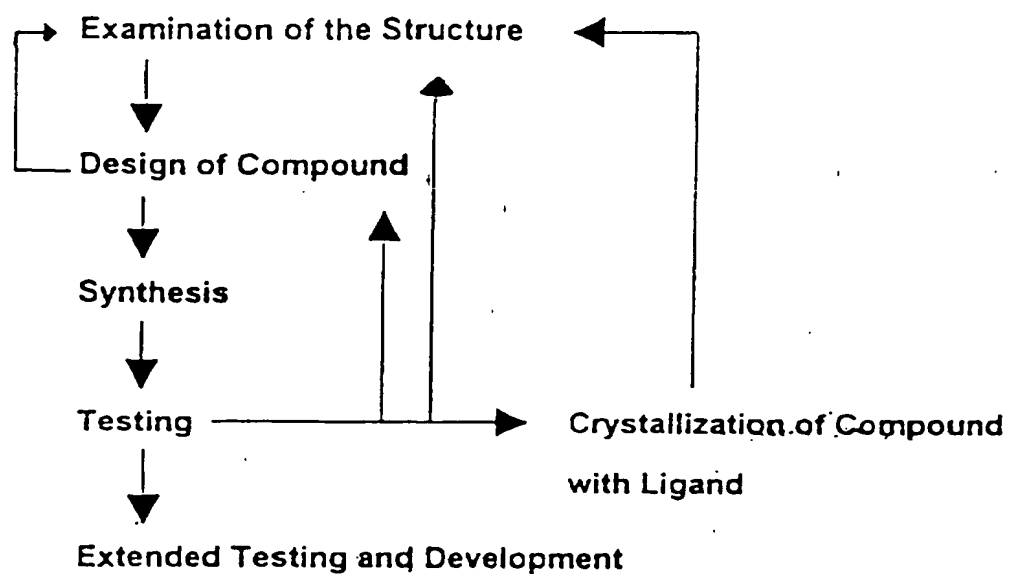 Examination of the Structure
Design of Compound
Synthesis
Testing
Crystallization of Compound
with Ligand
Extended Testing and Development